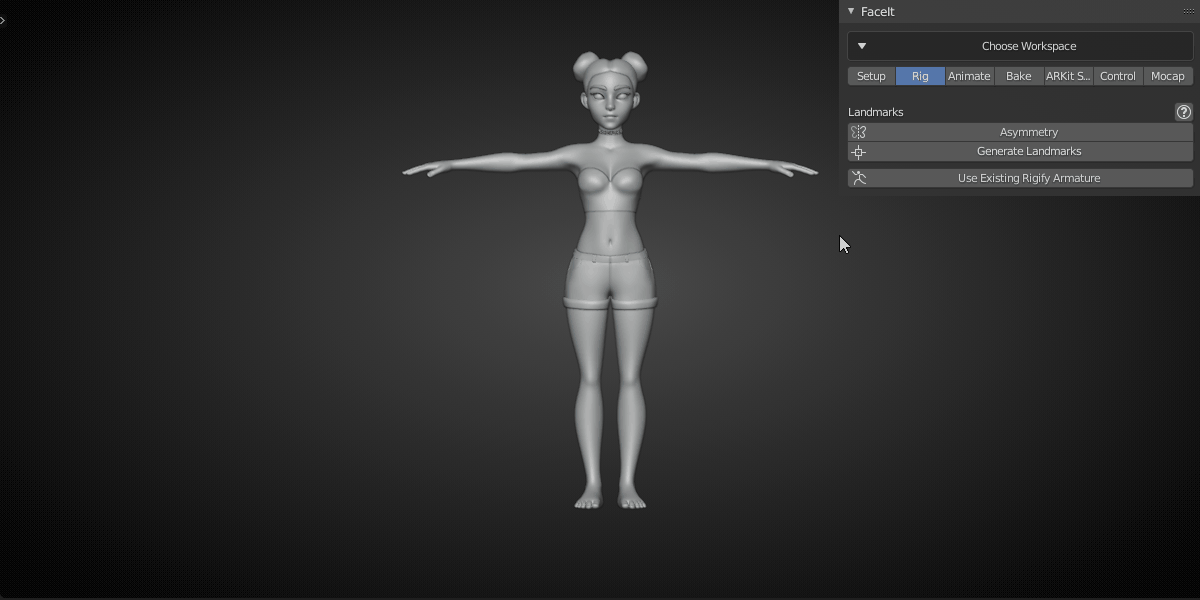 FaceIt
Choose Workspace
Setup Rig Animate Bake ARKit S... Control Mocap
Landmarks ?
Asymmetry
Generate Landmarks
Use Existing Rigify Armature